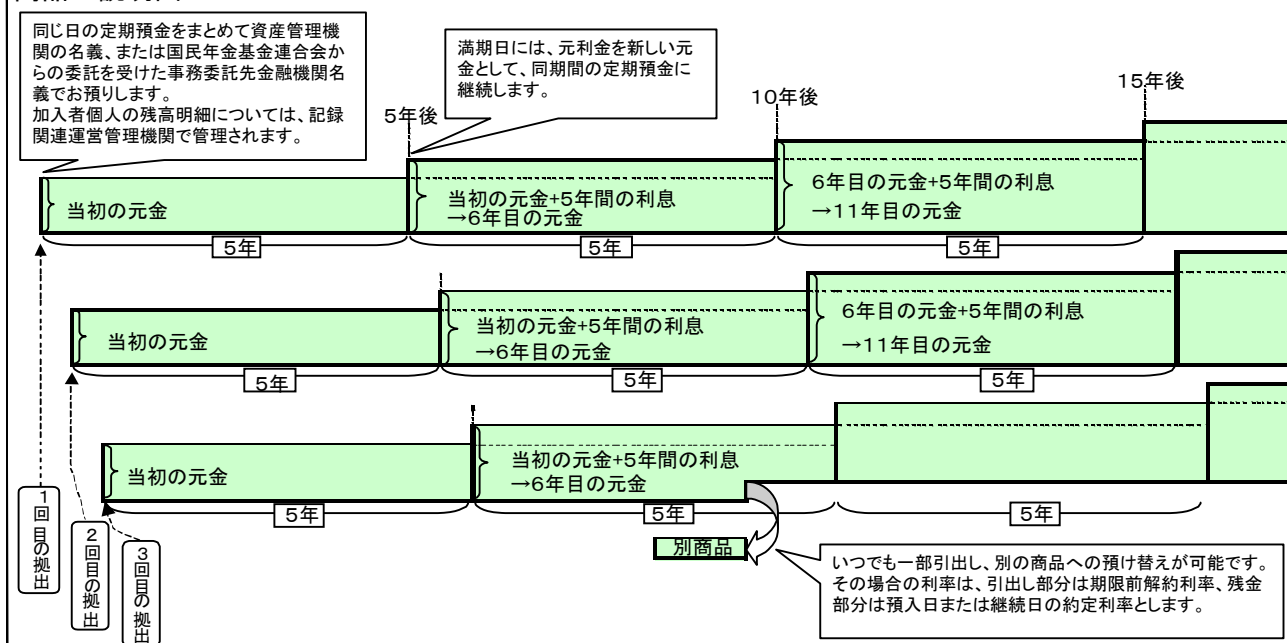 同じ日の定期預金をまとめて資産管理機
関の名義、または国民年金基金連合会か
らの委託を受けた事務委託先金融機関名
義でお預りします。
加入者個人の残高明細については、記録
関連運営管理機関で管理されます。
満期日には、元利金を新しい元
金として、同期間の定期預金に
継続します。
5年後
10年後
15年後
当初の元金
当初の元金+5年間の利息
→6年目の元金
6年目の元金+5年間の利息
→11年目の元金
5年
5年
5年
当初の元金
当初の元金+5年間の利息
→6年目の元金
6年目の元金+5年間の利息
→11年目の元金
5年
5年
5年
当初の元金
当初の元金+5年間の利息
→6年目の元金
5年
5年
5年
1回目の拠出
2回目の拠出
3回目の拠出
別商品
いつでも一部引出し、別の商品への預け替えが可能です。
その場合の利率は、引出し部分は期限前解約利率、残金
部分は預入日または継続日の約定利率とします。